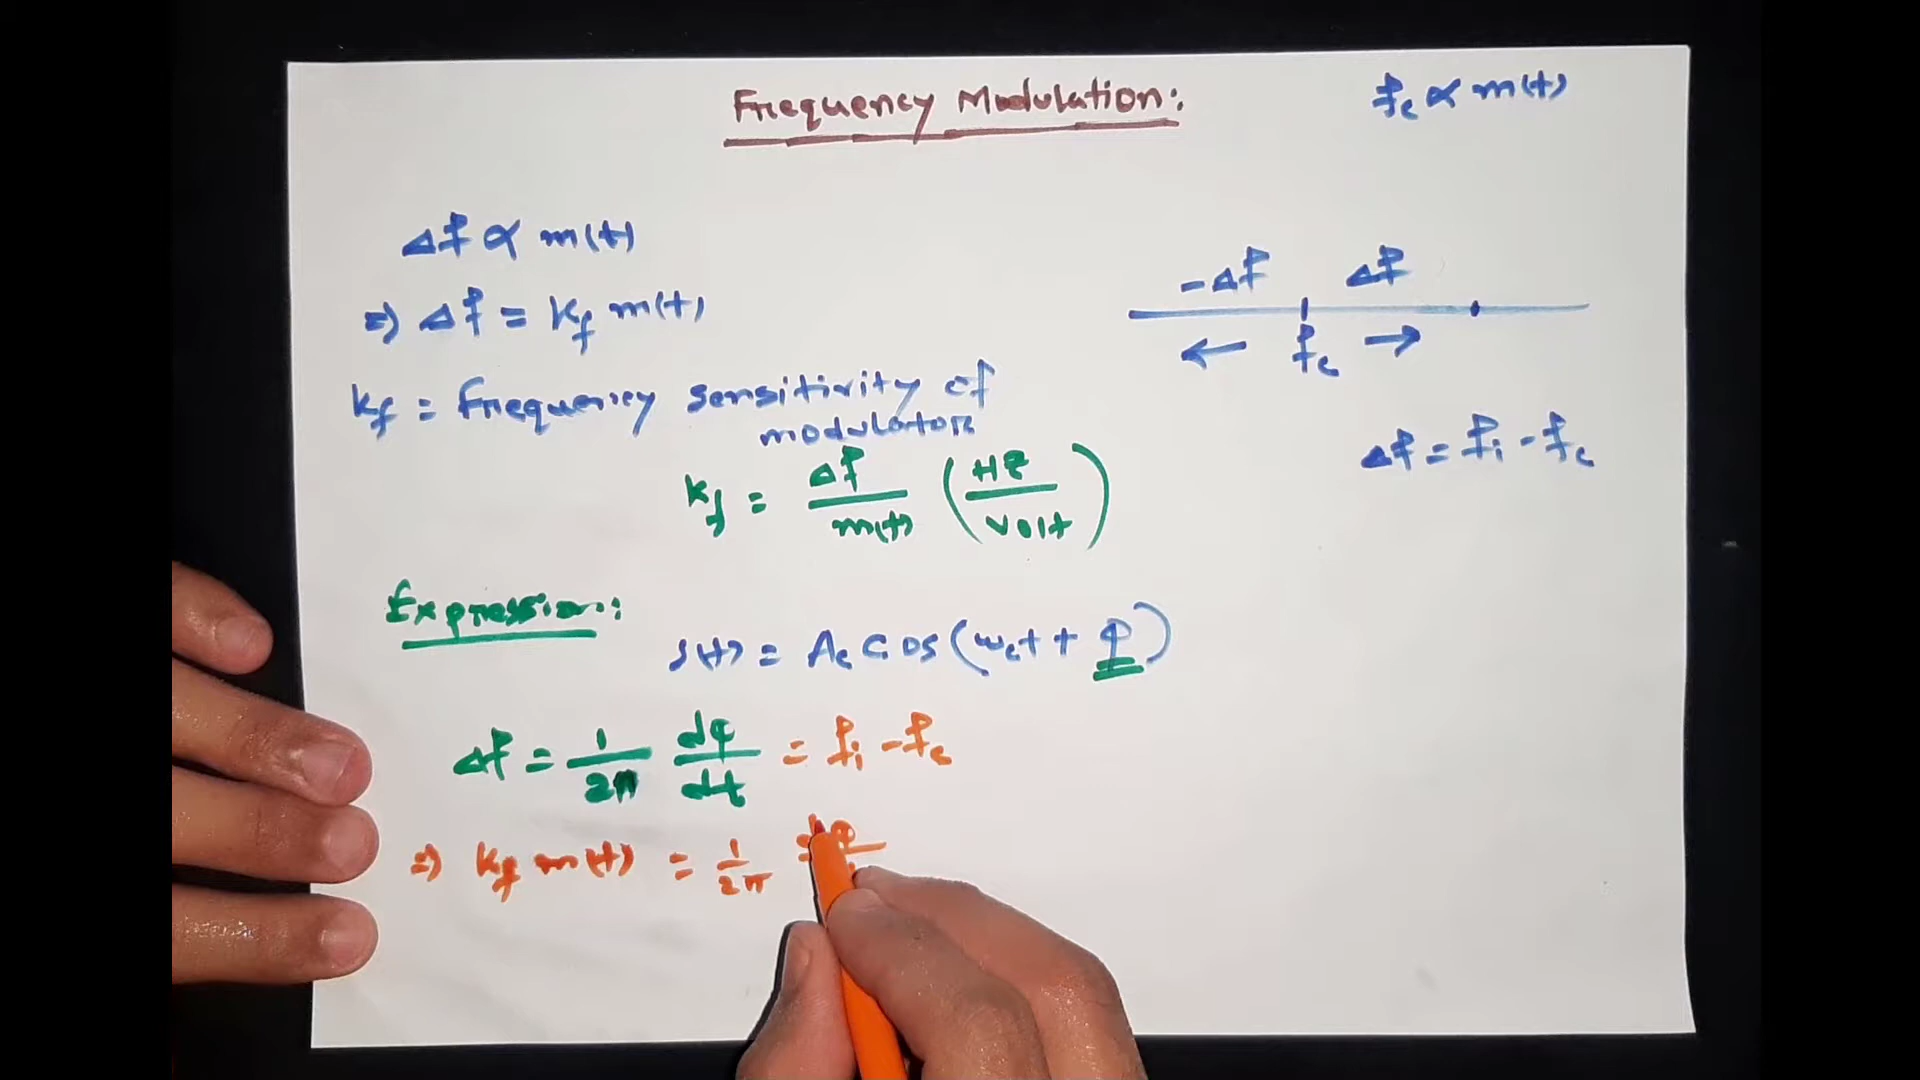 Frequency Modulation:
fc ∝ m(t)
Δf ∝ m(t)
⇒ Δf = kf m(t)
kf = Frequency sensitivity of
modulator
kf = Δf / m(t) (Hz / Volt)
-Δf Δf
← fc →
Δf = fi - fc
Expression:
s(t) = Ac cos(ωct + φ)
Δf = 1/2π dφ/dt = fi - fc
⇒ kf m(t) = 1/2π dφ